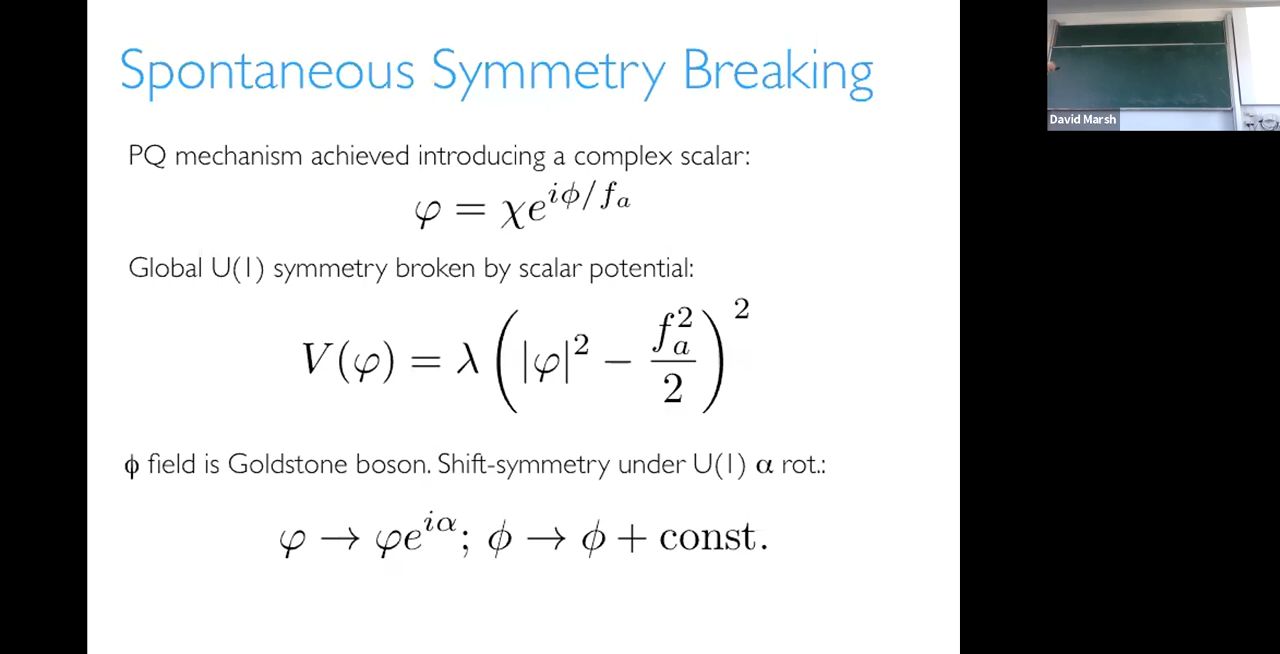 Spontaneous Symmetry Breaking
PQ mechanism achieved introducing a complex scalar:
φ = χe^{iϕ/f_a}
Global U(1) symmetry broken by scalar potential:
V(φ) = λ(|φ|² − f_a²/2)²
ϕ field is Goldstone boson. Shift-symmetry under U(1) α rot.:
φ → φe^{iα}; ϕ → ϕ + const.
David Marsh